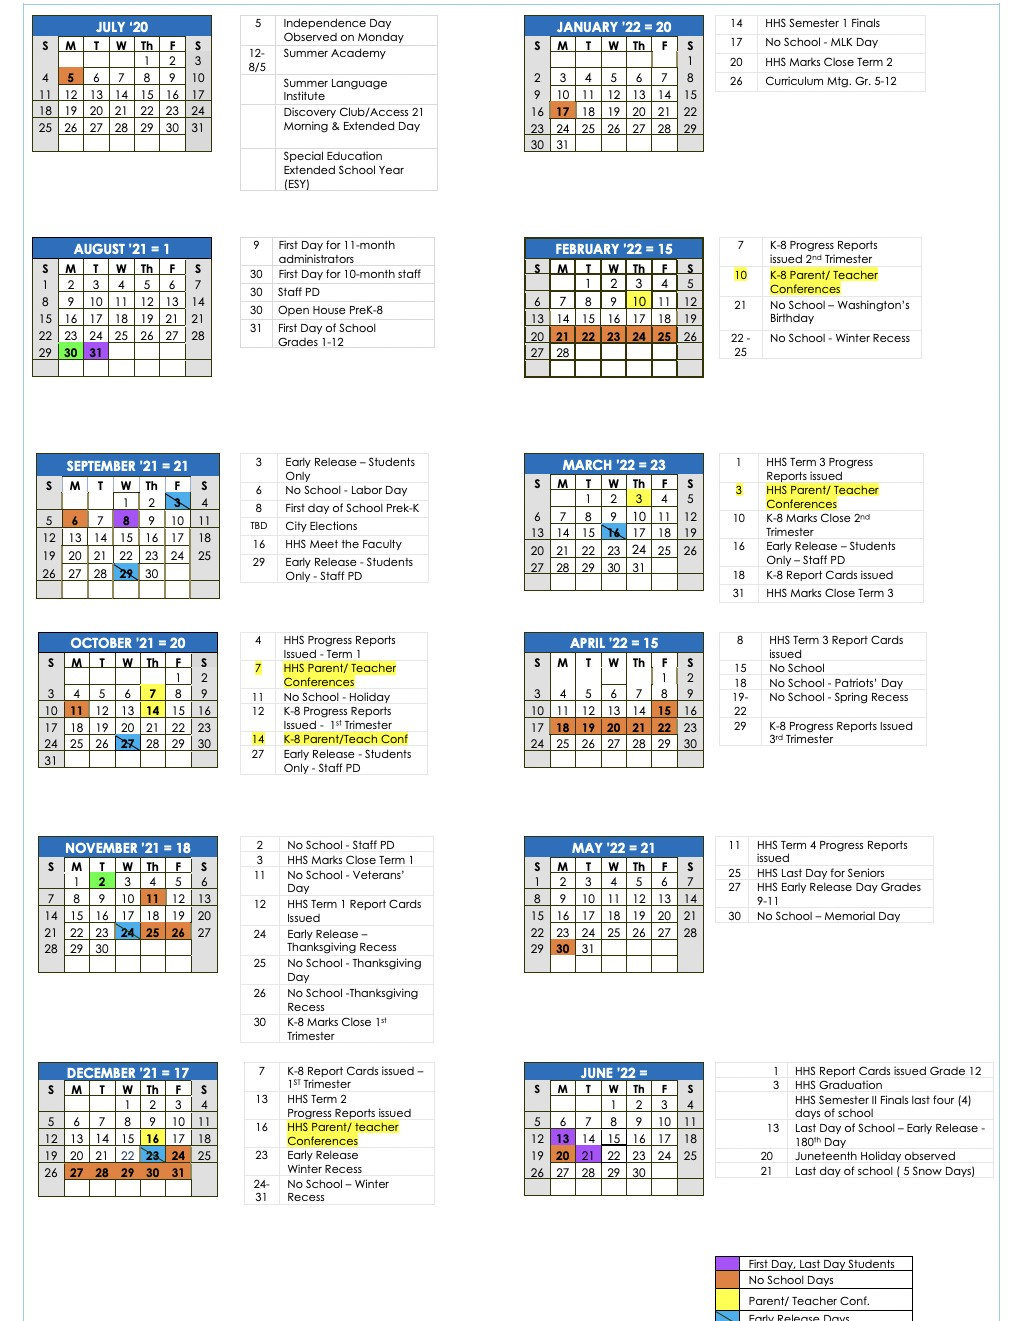 JULY '20
S M T W Th F S
1 2 3
4 5 6 7 8 9 10
11 12 13 14 15 16 17
18 19 20 21 22 23 24
25 26 27 28 29 30 31
5 Independence Day
Observed on Monday
12- Summer Academy
8/5
Summer Language
Institute
Discovery Club/Access 21
Morning & Extended Day
Special Education
Extended School Year
(ESY)
JANUARY '22 = 20
S M T W Th F S
1
2 3 4 5 6 7 8
9 10 11 12 13 14 15
16 17 18 19 20 21 22
23 24 25 26 27 28 29
30 31
14 HHS Semester 1 Finals
17 No School - MLK Day
20 HHS Marks Close Term 2
26 Curriculum Mtg. Gr. 5-12
AUGUST '21 = 1
S M T W Th F S
1 2 3 4 5 6 7
8 9 10 11 12 13 14
15 16 17 18 19 20 21
22 23 24 25 26 27 28
29 30 31
9 First Day for 11-month
administrators
30 First Day for 10-month staff
30 Staff PD
30 Open House PreK-8
31 First Day of School
Grades 1-12
FEBRUARY '22 = 15
S M T W Th F S
1 2 3 4 5
6 7 8 9 10 11 12
13 14 15 16 17 18 19
20 21 22 23 24 25 26
27 28
7 K-8 Progress Reports
issued 2nd Trimester
10 K-8 Parent/ Teacher
Conferences
21 No School – Washington's
Birthday
22 - No School - Winter Recess
25
SEPTEMBER '21 = 21
S M T W Th F S
1 2 3 4
5 6 7 8 9 10 11
12 13 14 15 16 17 18
19 20 21 22 23 24 25
26 27 28 29 30
3 Early Release – Students
Only
6 No School - Labor Day
8 First day of School Prek-K
TBD City Elections
16 HHS Meet the Faculty
29 Early Release - Students
Only - Staff PD
MARCH '22 = 23
S M T W Th F S
1 2 3 4 5
6 7 8 9 10 11 12
13 14 15 16 17 18 19
20 21 22 23 24 25 26
27 28 29 30 31
1 HHS Term 3 Progress
Reports issued
3 HHS Parent/ Teacher
Conferences
10 K-8 Marks Close 2nd
Trimester
16 Early Release – Students
Only – Staff PD
18 K-8 Report Cards issued
31 HHS Marks Close Term 3
OCTOBER '21 = 20
S M T W Th F S
1 2
3 4 5 6 7 8 9
10 11 12 13 14 15 16
17 18 19 20 21 22 23
24 25 26 27 28 29 30
31
4 HHS Progress Reports
Issued - Term 1
7 HHS Parent/ Teacher
Conferences
11 No School - Holiday
12 K-8 Progress Reports
Issued - 1st Trimester
14 K-8 Parent/Teach Conf
27 Early Release - Students
Only - Staff PD
APRIL '22 = 15
S M T W Th F S
1 2
3 4 5 6 7 8 9
10 11 12 13 14 15 16
17 18 19 20 21 22 23
24 25 26 27 28 29 30
8 HHS Term 3 Report Cards
issued
15 No School
18 No School - Patriots' Day
19- No School - Spring Recess
22
29 K-8 Progress Reports Issued
3rd Trimester
NOVEMBER '21 = 18
S M T W Th F S
1 2 3 4 5 6
7 8 9 10 11 12 13
14 15 16 17 18 19 20
21 22 23 24 25 26 27
28 29 30
2 No School - Staff PD
3 HHS Marks Close Term 1
11 No School - Veterans'
Day
12 HHS Term 1 Report Cards
Issued
24 Early Release –
Thanksgiving Recess
25 No School - Thanksgiving
Day
26 No School -Thanksgiving
Recess
30 K-8 Marks Close 1st
Trimester
MAY '22 = 21
S M T W Th F S
1 2 3 4 5 6 7
8 9 10 11 12 13 14
15 16 17 18 19 20 21
22 23 24 25 26 27 28
29 30 31
11 HHS Term 4 Progress Reports
issued
25 HHS Last Day for Seniors
27 HHS Early Release Day Grades
9-11
30 No School – Memorial Day
DECEMBER '21 = 17
S M T W Th F S
1 2 3 4
5 6 7 8 9 10 11
12 13 14 15 16 17 18
19 20 21 22 23 24 25
26 27 28 29 30 31
7 K-8 Report Cards issued –
1ST Trimester
13 HHS Term 2
Progress Reports issued
16 HHS Parent/ teacher
Conferences
23 Early Release
Winter Recess
24- No School – Winter
31 Recess
JUNE '22 =
S M T W Th F S
1 2 3 4
5 6 7 8 9 10 11
12 13 14 15 16 17 18
19 20 21 22 23 24 25
26 27 28 29 30
1 HHS Report Cards issued Grade 12
3 HHS Graduation
HHS Semester II Finals last four (4)
days of school
13 Last Day of School – Early Release -
180th Day
20 Juneteenth Holiday observed
21 Last day of school ( 5 Snow Days)
First Day, Last Day Students
No School Days
Parent/ Teacher Conf.
Early Release Days